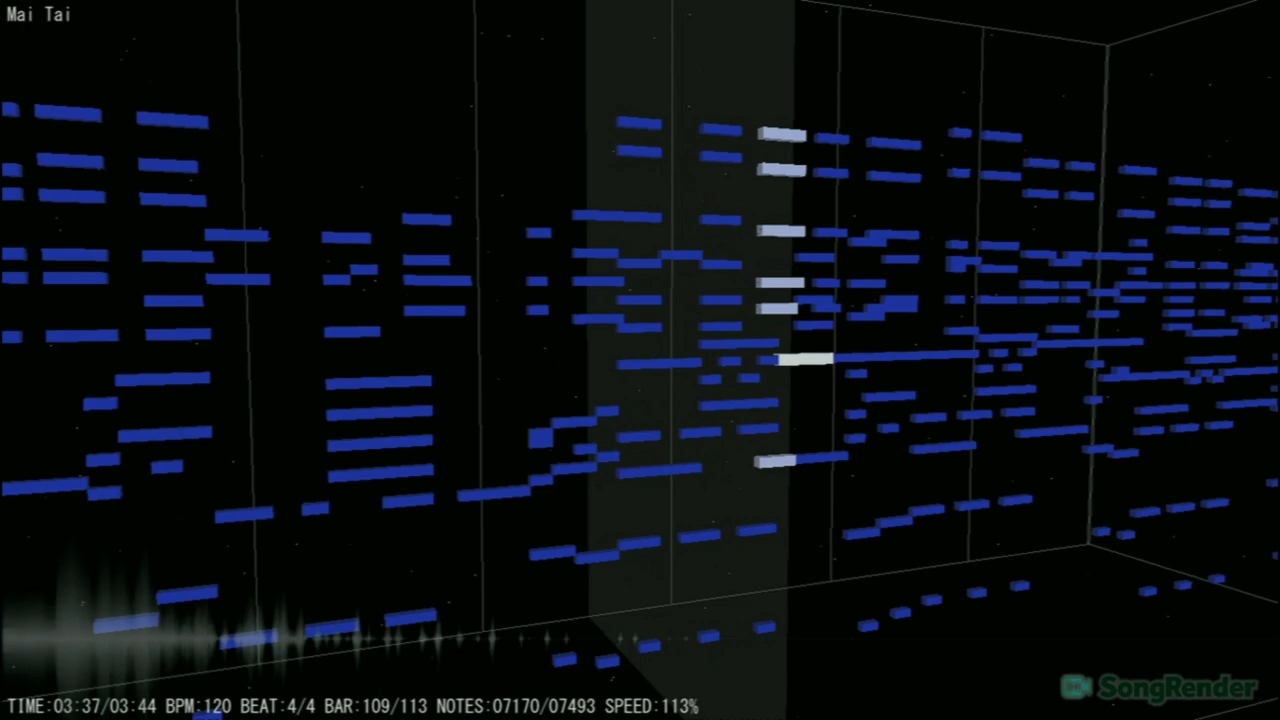 Mai Tai
TIME:03:37/03:44 BPM:120 BEAT:4/4 BAR:109/113 NOTES:07170/07493 SPEED:113%
SongRender